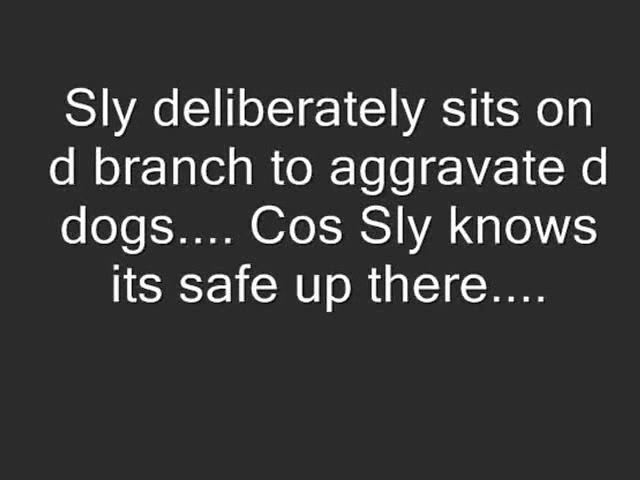 Sly deliberately sits on
d branch to aggravate d
dogs.... Cos Sly knows
its safe up there....